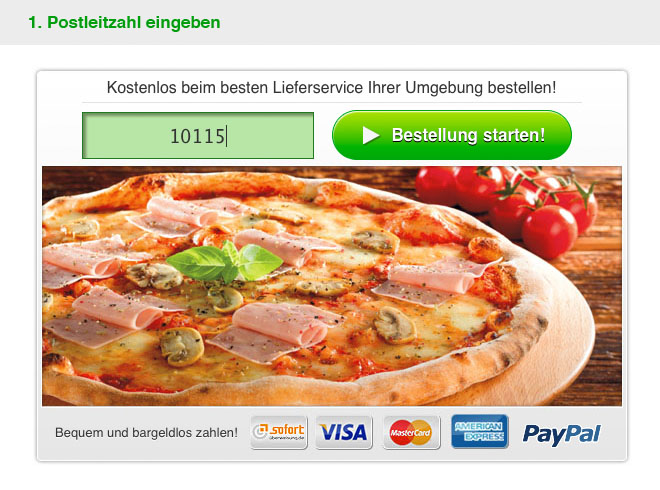 1. Postleitzahl eingeben
Kostenlos beim besten Lieferservice Ihrer Umgebung bestellen!
10115
Bestellung starten!
Bequem und bargeldlos zahlen!
sofort
überweisung.de
VISA
MasterCard
AMERICAN
EXPRESS
PayPal